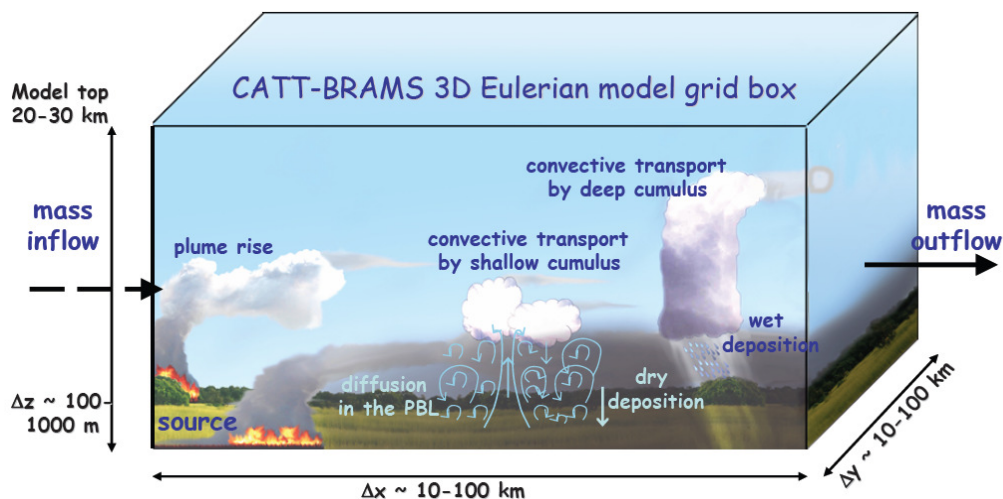 CATT-BRAMS 3D Eulerian model grid box
Model top
20-30 km
convective transport
by deep cumulus
mass
inflow
mass
outflow
plume rise
convective transport
by shallow cumulus
wet
deposition
diffusion
in the PBL
dry
deposition
Δz ~ 100-
1000 m
source
Δy ~ 10-100 km
Δx ~ 10-100 km